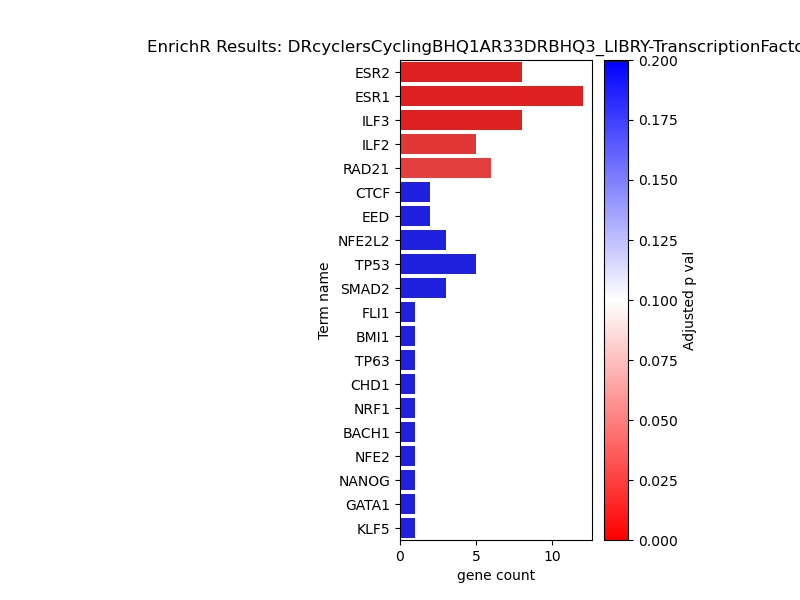 EnrichR Results: DRcyclersCyclingBHQ1AR33DRBHQ3_LIBRY-TranscriptionFacto
Term name
ESR2
ESR1
ILF3
ILF2
RAD21
CTCF
EED
NFE2L2
TP53
SMAD2
FLI1
BMI1
TP63
CHD1
NRF1
BACH1
NFE2
NANOG
GATA1
KLF5
0 5 10
gene count
0.200
0.175
0.150
0.125
0.100
0.075
0.050
0.025
0.000
Adjusted p val